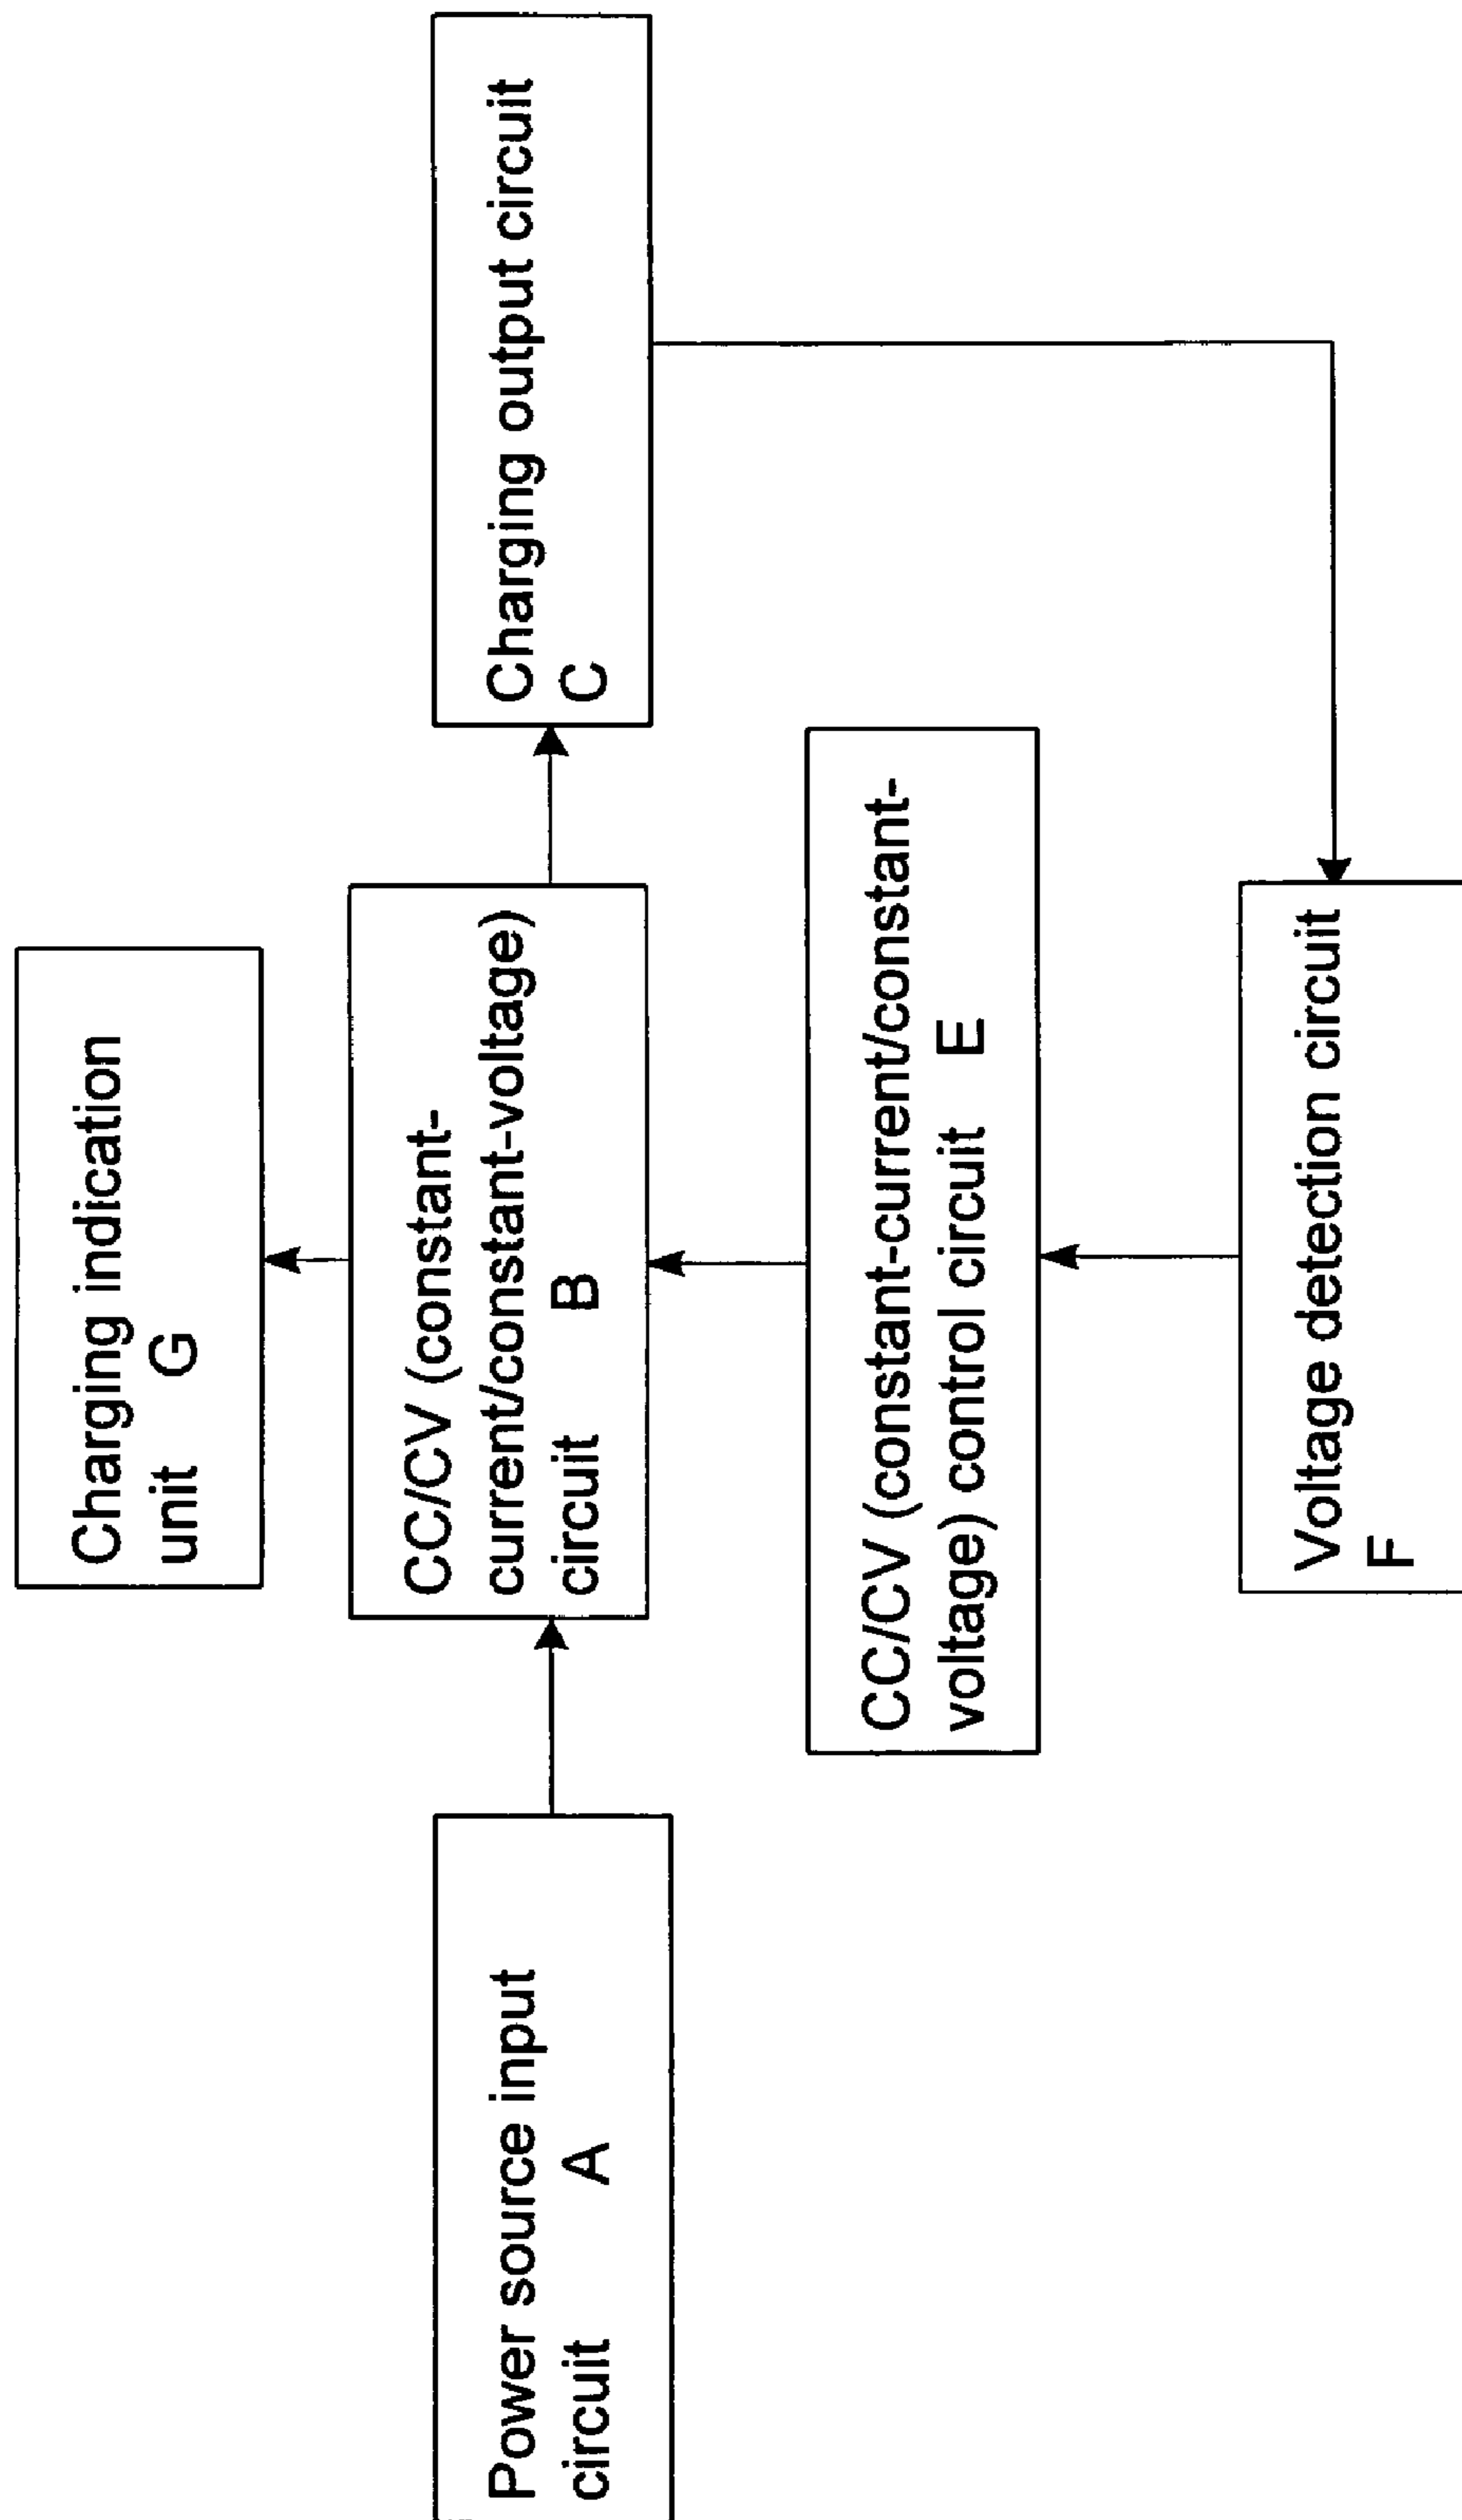 Charging indication
unit G
CC/CV (constant-
current/constant-voltage)
circuit B
Power source input
circuit A
Charging output circuit
C
CC/CV (constant-current/constant-
voltage) control circuit E
Voltage detection circuit
F